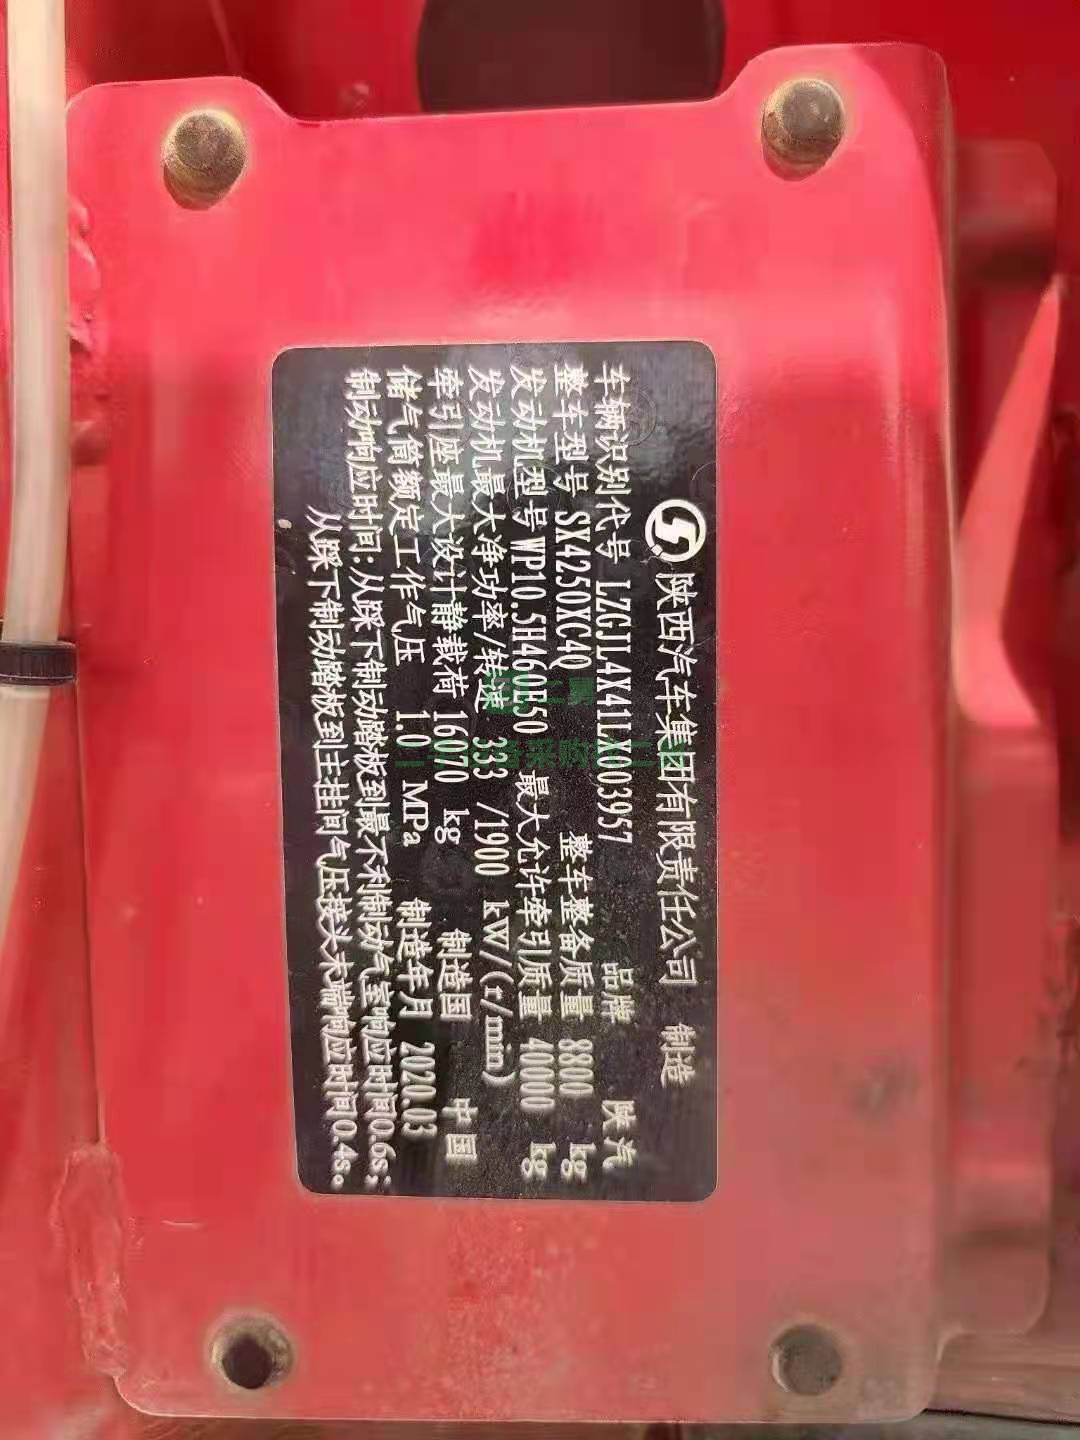 陕西汽车集团有限责任公司 制造
车辆识别代号 LZGJL4X41LX003957 品牌 陕汽
整车型号 SX4250XC4Q 整车整备质量 8800 kg
发动机型号 WP10.5H460E50 最大允许牵引质量 40000 kg
发动机最大净功率/转速 333 /1900 kW/(r/min)
牵引座最大设计静载荷 16070 kg 制造国 中国
储气筒额定工作气压 1.0 MPa 制造年月 2020.03
制动响应时间:从踩下制动踏板到最不利制动气室响应时间0.6s;
从踩下制动踏板到主挂间气压接头末端响应时间0.4s。